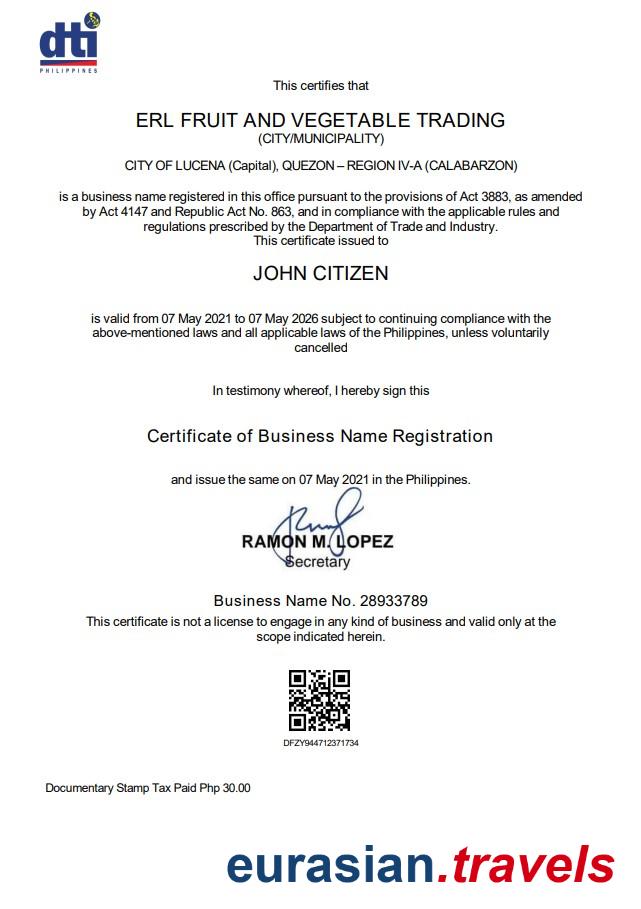 dti
PHILIPPINES
This certifies that
ERL FRUIT AND VEGETABLE TRADING
(CITY/MUNICIPALITY)
CITY OF LUCENA (Capital), QUEZON – REGION IV-A (CALABARZON)
is a business name registered in this office pursuant to the provisions of Act 3883, as amended
by Act 4147 and Republic Act No. 863, and in compliance with the applicable rules and
regulations prescribed by the Department of Trade and Industry.
This certificate issued to
JOHN CITIZEN
is valid from 07 May 2021 to 07 May 2026 subject to continuing compliance with the
above-mentioned laws and all applicable laws of the Philippines, unless voluntarily
cancelled
In testimony whereof, I hereby sign this
Certificate of Business Name Registration
and issue the same on 07 May 2021 in the Philippines.
RAMON M. LOPEZ
Secretary
Business Name No. 28933789
This certificate is not a license to engage in any kind of business and valid only at the
scope indicated herein.
DFZY944712371734
Documentary Stamp Tax Paid Php 30.00
eurasian.travels